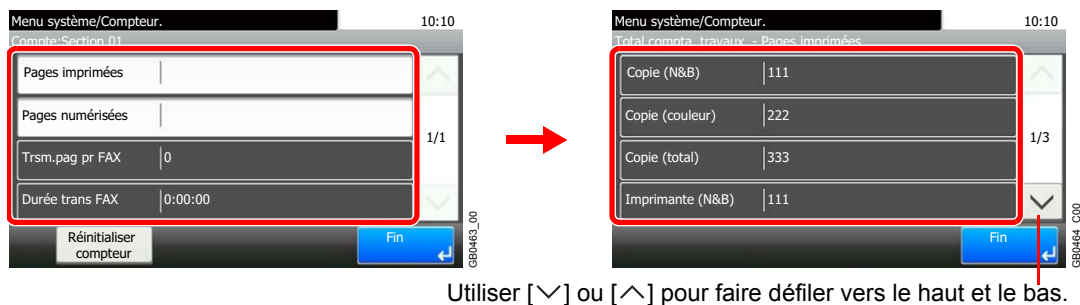 Menu système/Compteur.
10:10
Compte:Section 01
Pages imprimées
Pages numérisées
1/1
Trsm.pag pr FAX 0
Durée trans FAX 0:00:00
Réinitialiser
compteur
Fin
GB0463_00
Menu système/Compteur.
10:10
Total compta. travaux. - Pages imprimées
Copie (N&B) 111
Copie (couleur) 222
1/3
Copie (total) 333
Imprimante (N&B) 111
Fin
GB0464_C00
Utiliser [∨] ou [∧] pour faire défiler vers le haut et le bas.